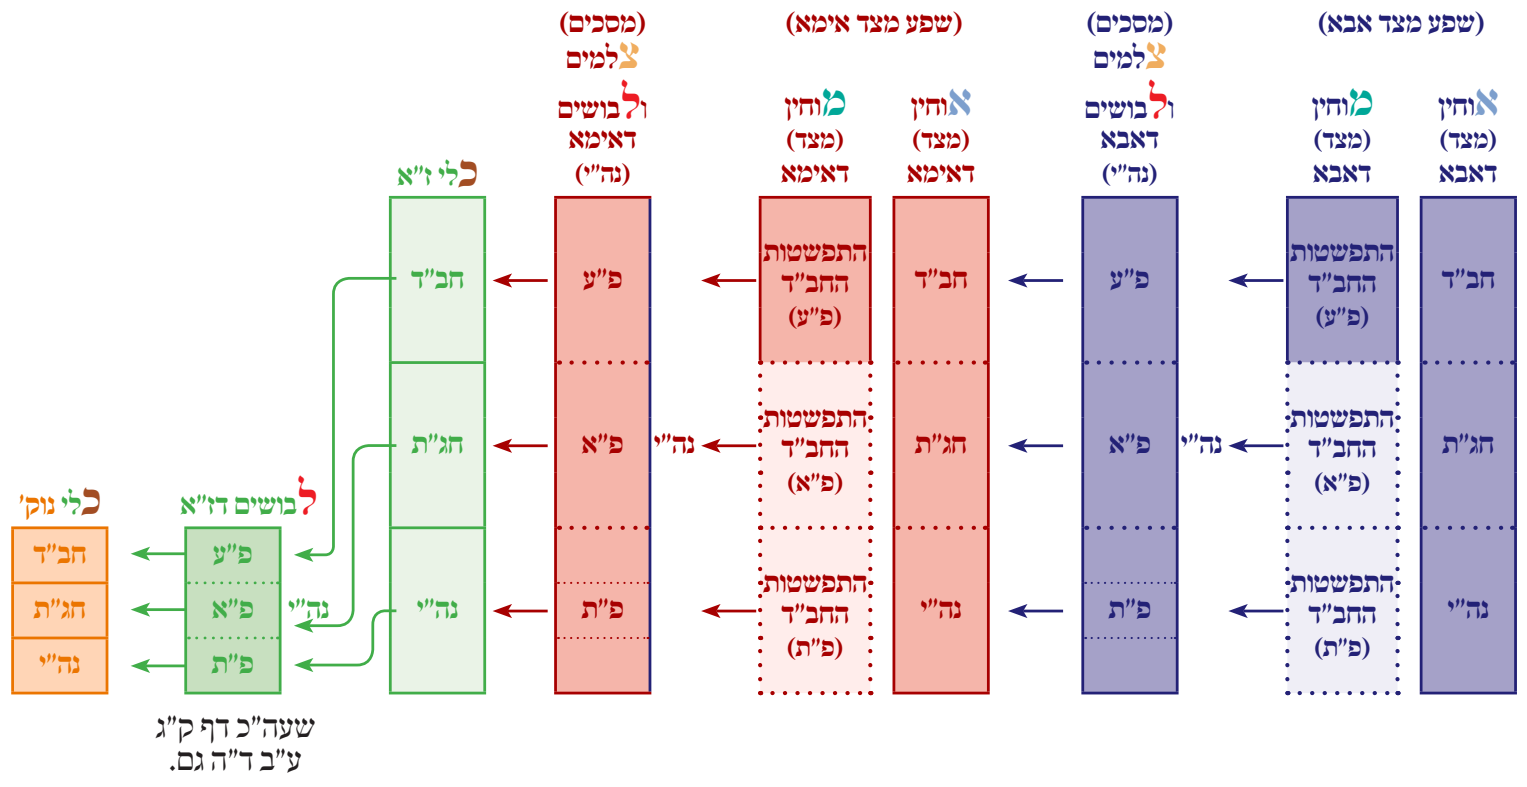 (שפע מצד אבא)
אוחין
(מצד)
דאבא
מוחין
(מצד)
דאבא
(מסכים)
צלמים
ולבושים
דאבא
(נה"י)
(שפע מצד אימא)
אוחין
(מצד)
דאימא
מוחין
(מצד)
דאימא
(מסכים)
צלמים
ולבושים
דאימא
(נה"י)
כלי ז"א
לבושים דז"א
כלי נוק'
חב"ד
חג"ת
נה"י
התפשטות
החב"ד
(פ"ע)
התפשטות
החב"ד
(פ"א)
התפשטות
החב"ד
(פ"ת)
נה"י
פ"ע
פ"א
פ"ת
חב"ד
חג"ת
נה"י
התפשטות
החב"ד
(פ"ע)
התפשטות
החב"ד
(פ"א)
התפשטות
החב"ד
(פ"ת)
נה"י
פ"ע
פ"א
פ"ת
חב"ד
חג"ת
נה"י
נה"י
פ"ע
פ"א
פ"ת
חב"ד
חג"ת
נה"י
שעה"כ דף ק"ג
ע"ב ד"ה גם.